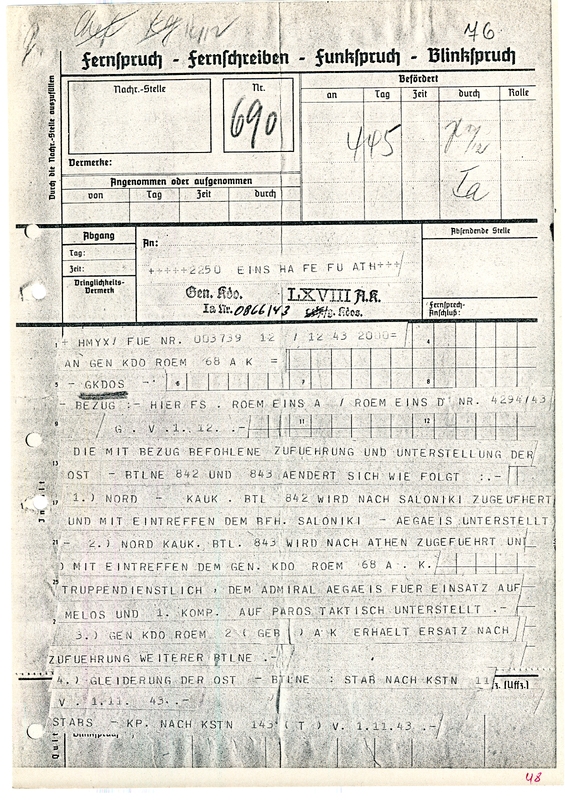 Chef
76
Fernspruch - Fernschreiben - Funkspruch - Blinkspruch
Durch die Nachr.-Stelle auszufüllen
Nachr.-Stelle
Nr.
690
Befördert
an Tag Zeit durch Rolle
445
Ia
Vermerke:
Angenommen oder aufgenommen
von Tag Zeit durch
Abgang
An:
Absendende Stelle
Tag:
Zeit:
Dringlichkeits-
Vermerk
+++++2250 EINS HA FE FU ATH+++/
Gen. Kdo. LXVIII A.K.
Ia Nr. 0866/43 Kdos.
Fernsprech-
Anschluß:
+ HMYX/ FUE NR. 003739 12 / 12 43 2000=
AN GEN KDO ROEM 68 A K =
- GKDOS -
- BEZUG :- HIER FS . ROEM EINS A / ROEM EINS D NR. 4294/43
/ G . V .1. 12. .-
DIE MIT BEZUG BEFOHLENE ZUFUEHRUNG UND UNTERSTELLUNG DER
OST - BTLNE 842 UND 843 AENDERT SICH WIE FOLGT :.-
1.) NORD - KAUK . BTL 842 WIRD NACH SALONIKI ZUGEUFEHRT
UND MIT EINTREFFEN DEM BFH. SALONIKI - AEGAEIS UNTERSTELLT
- 2.) NORD KAUK. BTL. 843 WIRD NACH ATHEN ZUGEFUEHRT UND
) MIT EINTREFFEN DEM GEN. KDO ROEM 68 A . K.
TRUPPENDIENSTLICH , DEM ADMIRAL AEGAEIS FUER EINSATZ AUF
MELOS UND 1. KOMP. AUF PAROS TAKTISCH UNTERSTELLT .-
3.) GEN KDO ROEM 2 ( GEB ) A K ERHAELT ERSATZ NACH
ZUFUEHRUNG WEITERER BTLNE .-
4.) GLEIDERUNG DER OST - BTLNE : STAB NACH KSTN 11
V . 1.11. 43.--
STABS - KP. NACH KSTN 143 ( T ) V. 1.11.43 .-
48